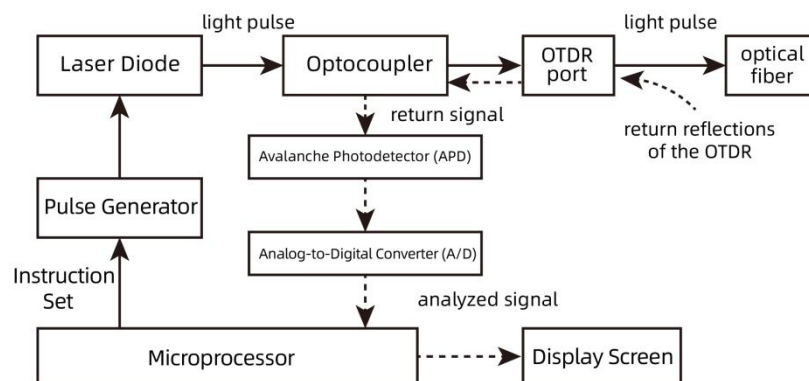 light pulse
light pulse
Laser Diode
Optocoupler
OTDR
port
optical
fiber
return signal
return reflections
of the OTDR
Avalanche Photodetector (APD)
Pulse Generator
Analog-to-Digital Converter (A/D)
Instruction
Set
analyzed signal
Microprocessor
Display Screen